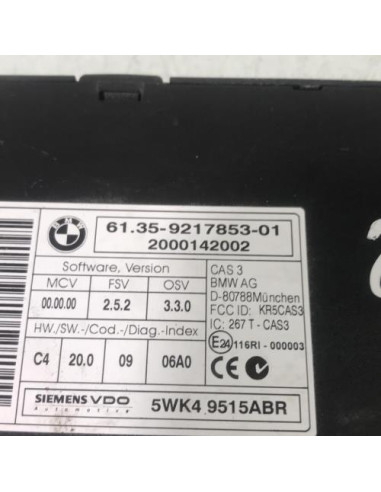 BMW
61.35-9217853-01
2000142002
Software, Version
MCV FSV OSV
00.00.00 2.5.2 3.3.0
HW./SW.-/Cod.-/Diag.-Index
C4 20.0 09 06A0
CAS 3
BMW AG
D-80788München
FCC ID: KR5CAS3
IC: 267 T - CAS3
E24 116RI - 000003
CE
SIEMENS VDO
Automotive
5WK4 9515ABR